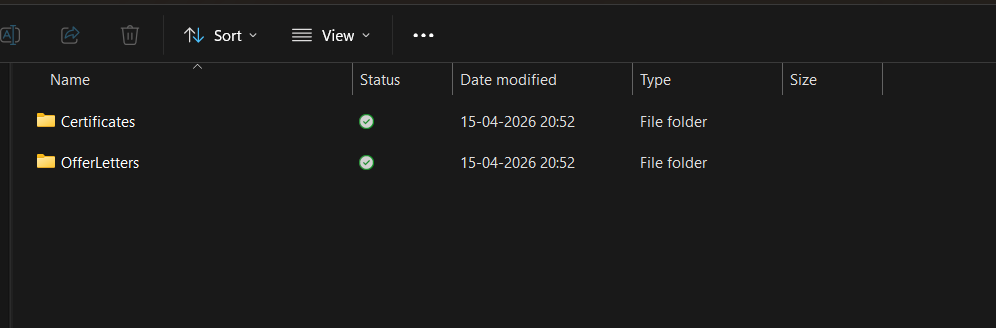 Sort View ...
Name Status Date modified Type Size
Certificates 15-04-2026 20:52 File folder
OfferLetters 15-04-2026 20:52 File folder